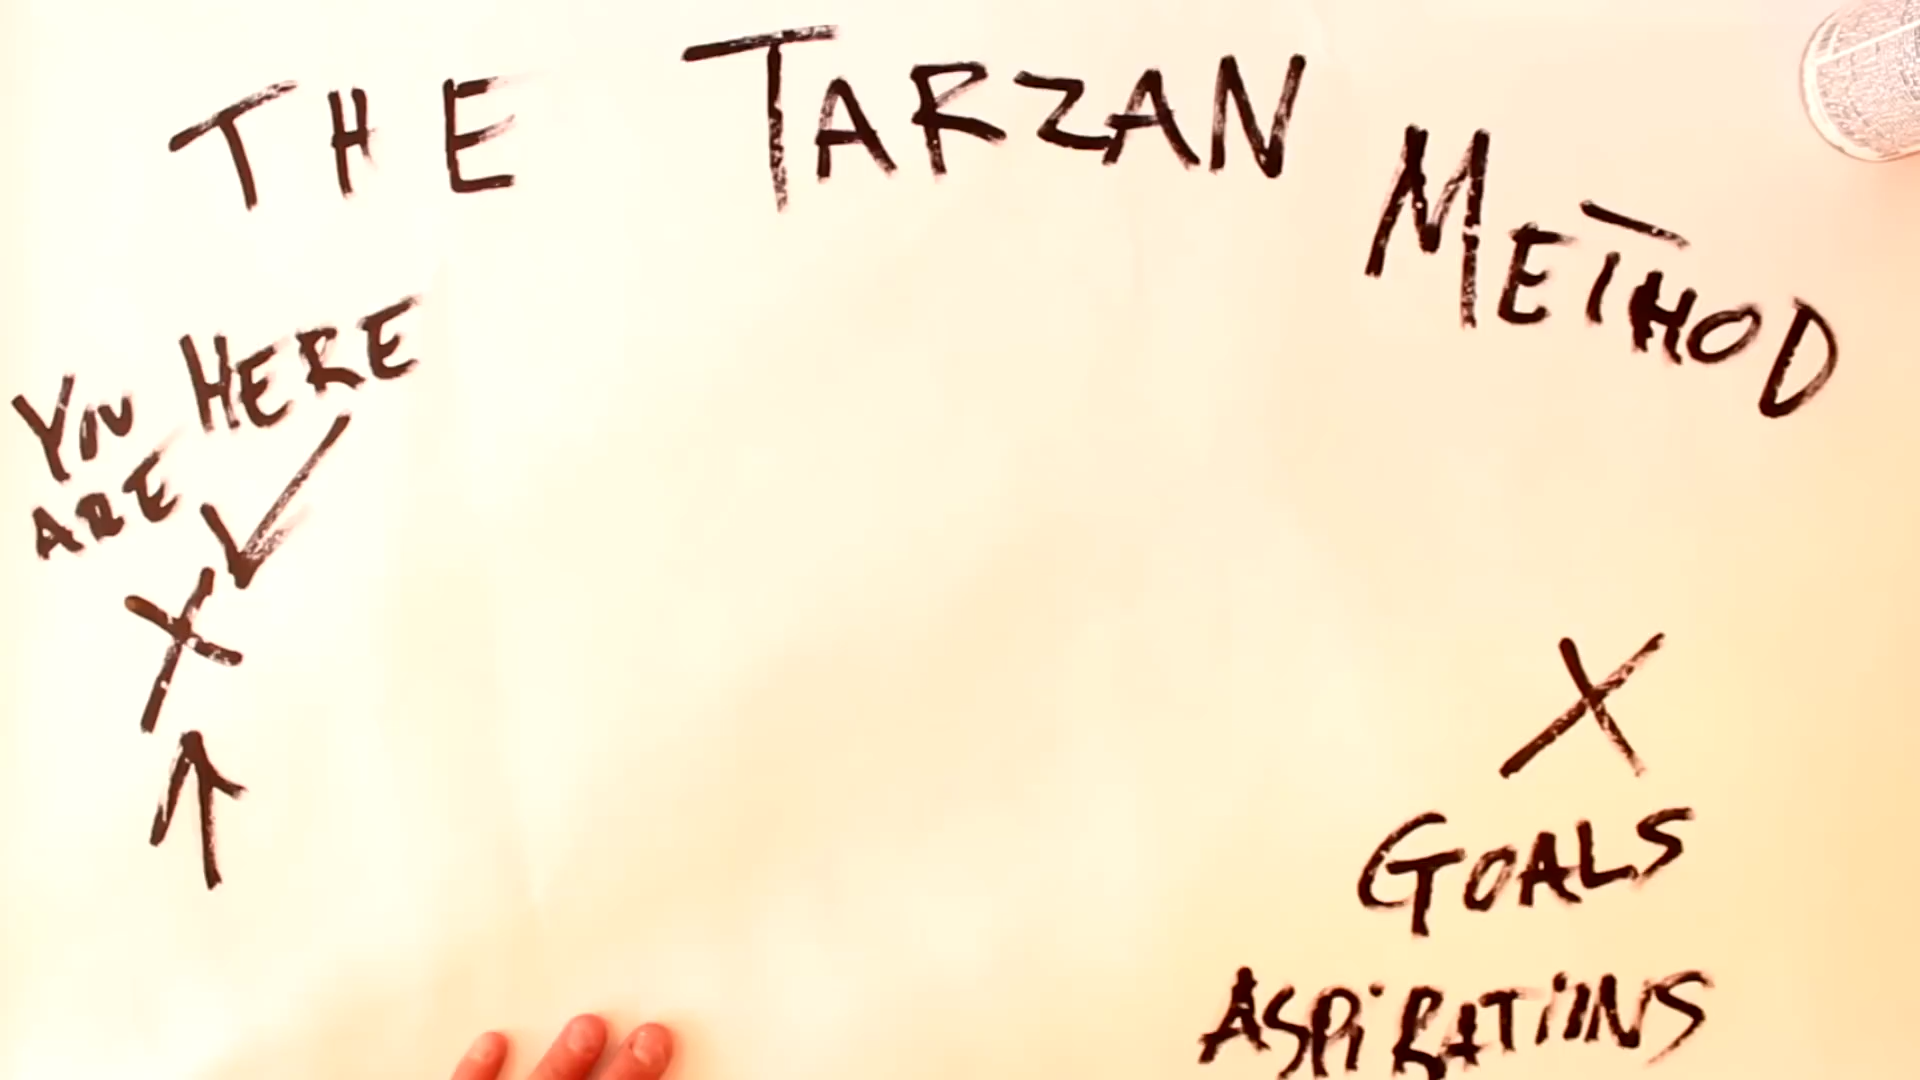 THE TARZAN METHOD
YOU ARE HERE
X
X
GOALS
ASPiRATiONS